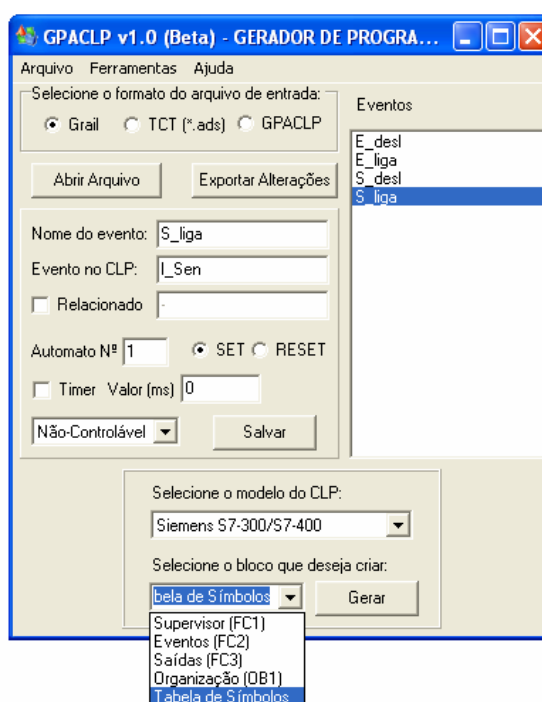 GPACLP v1.0 (Beta) - GERADOR DE PROGRA...
Arquivo Ferramentas Ajuda
Selecione o formato do arquivo de entrada:
Grail TCT (*.ads) GPACLP
Abrir Arquivo Exportar Alterações
Nome do evento: S_liga
Evento no CLP: I_Sen
Relacionado -
Automato Nº 1 SET RESET
Timer Valor (ms) 0
Não-Controlável Salvar
Eventos
E_desl
E_liga
S_desl
S_liga
Selecione o modelo do CLP:
Siemens S7-300/S7-400
Selecione o bloco que deseja criar:
bela de Símbolos Gerar
Supervisor (FC1)
Eventos (FC2)
Saídas (FC3)
Organização (OB1)
Tabela de Símbolos